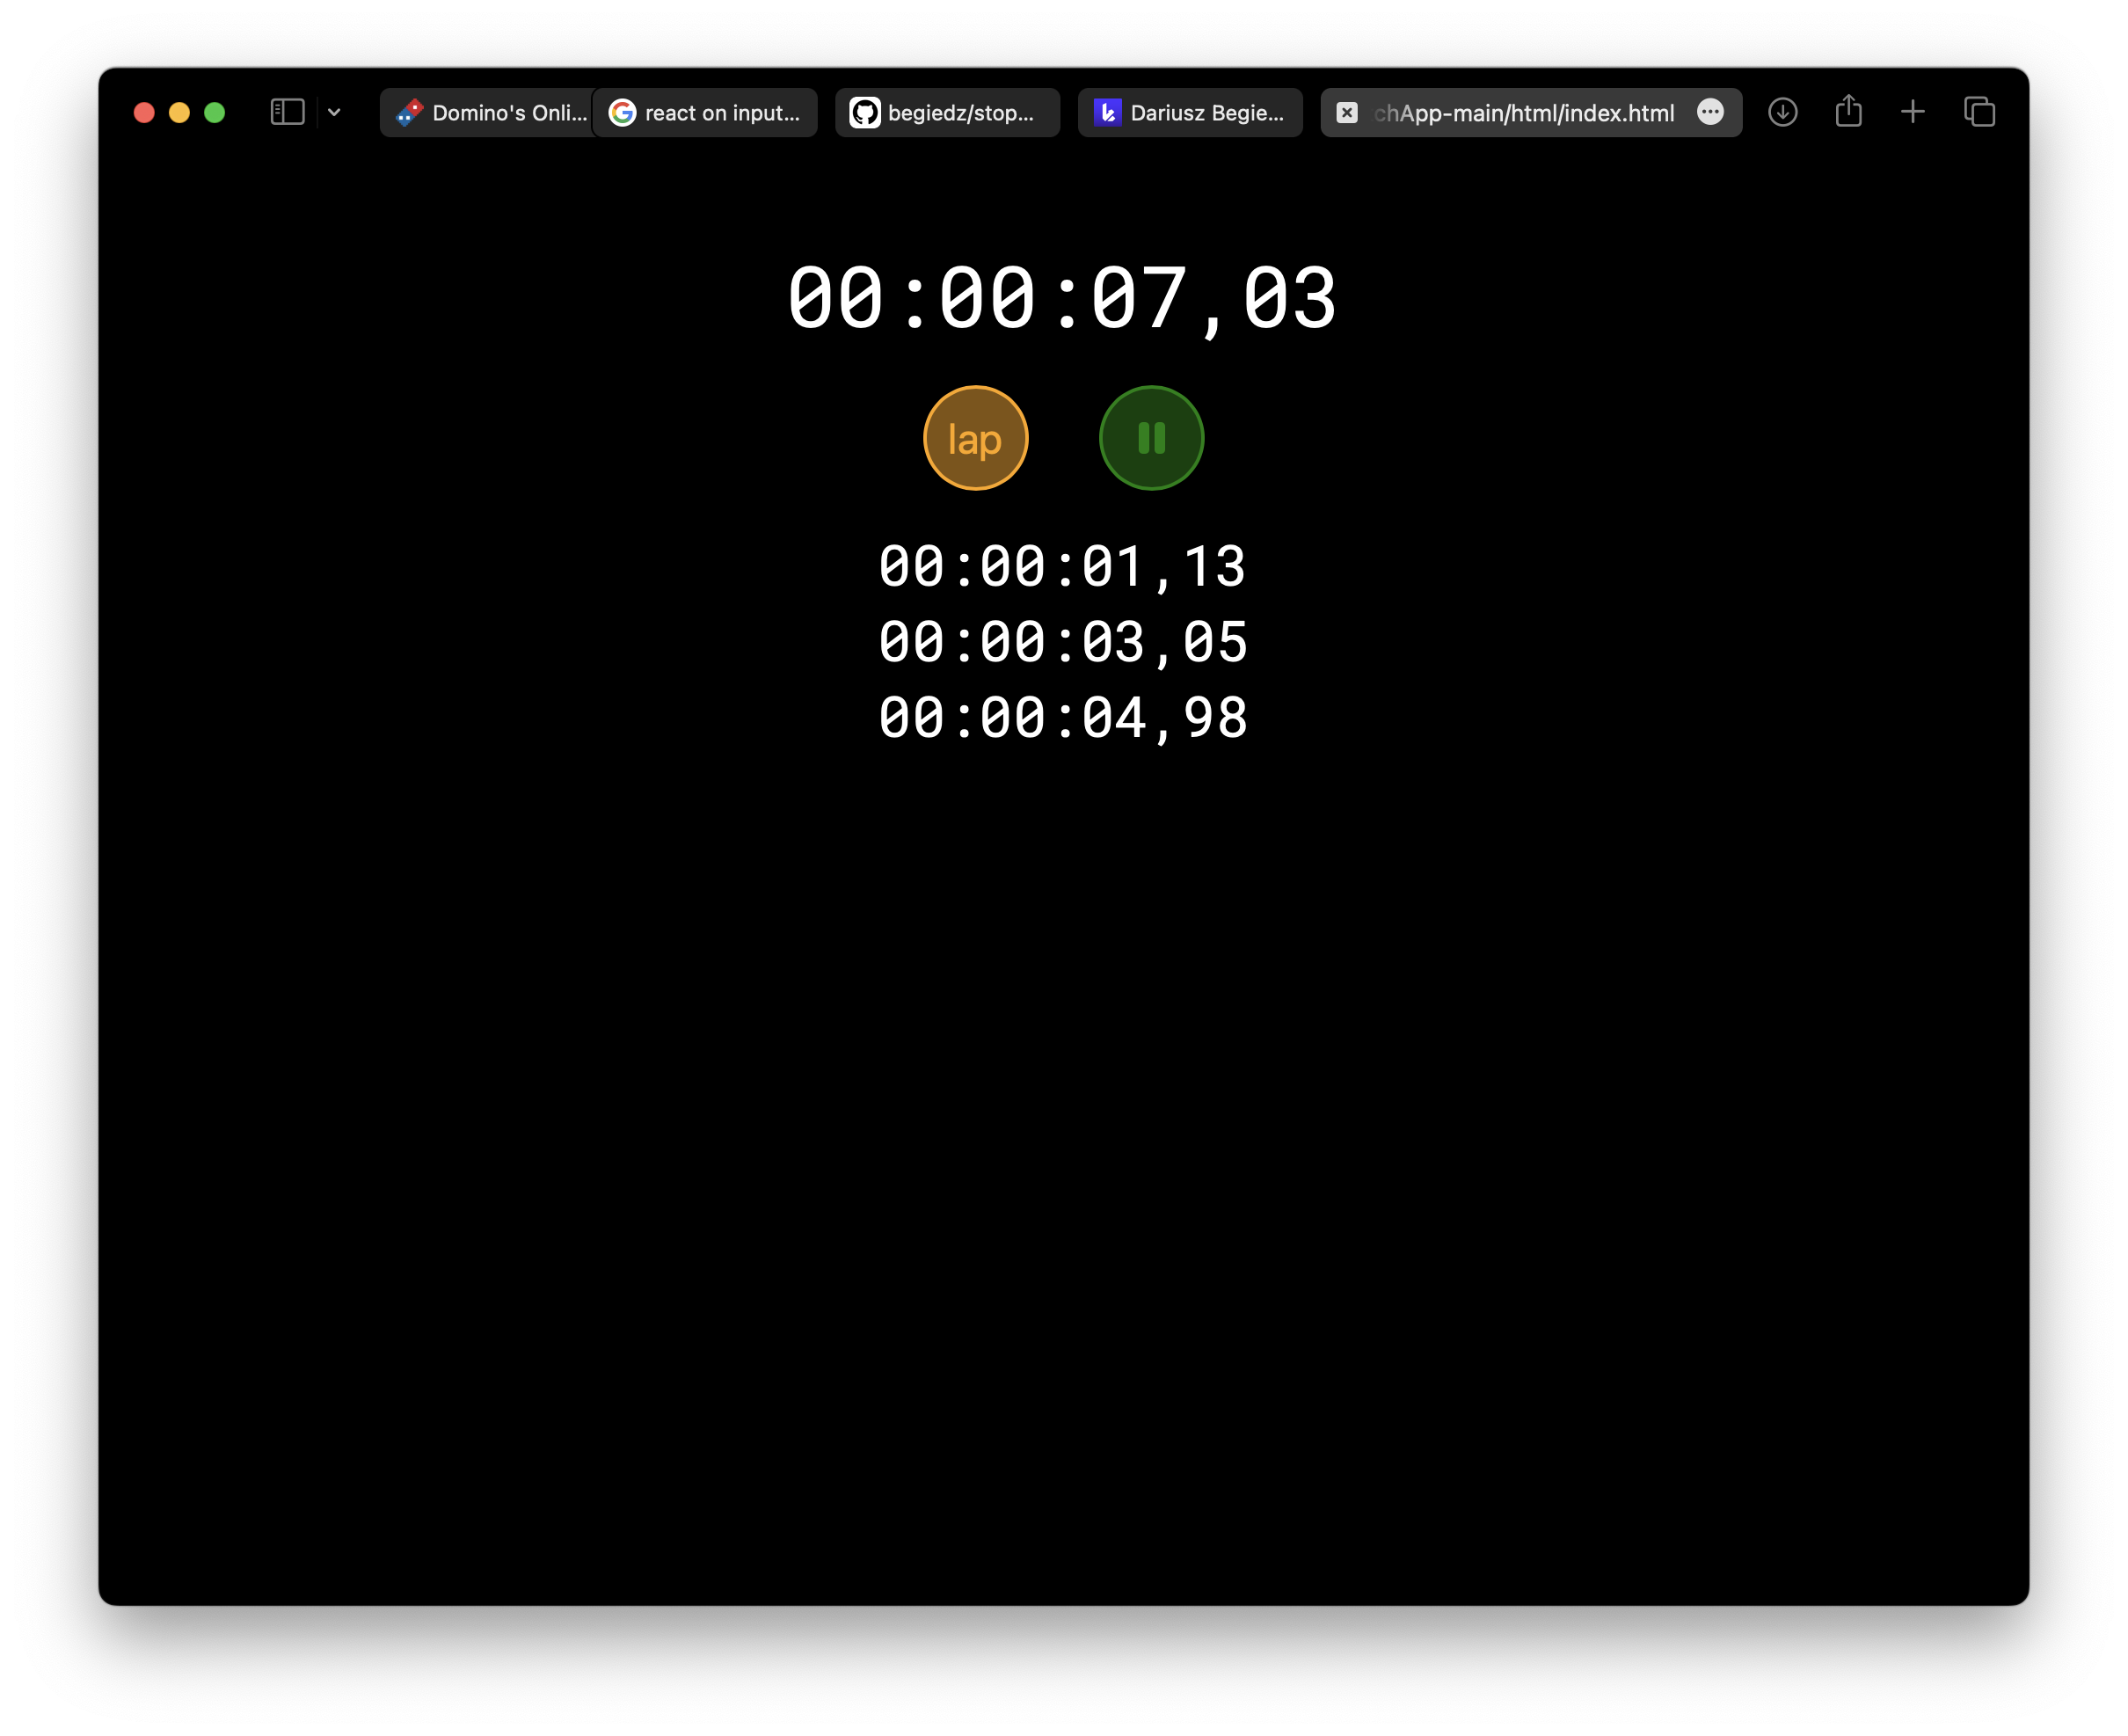 Domino's Onli...
react on input...
begiedz/stop...
Dariusz Begie...
chApp-main/html/index.html
00:00:07,03
lap
00:00:01,13
00:00:03,05
00:00:04,98